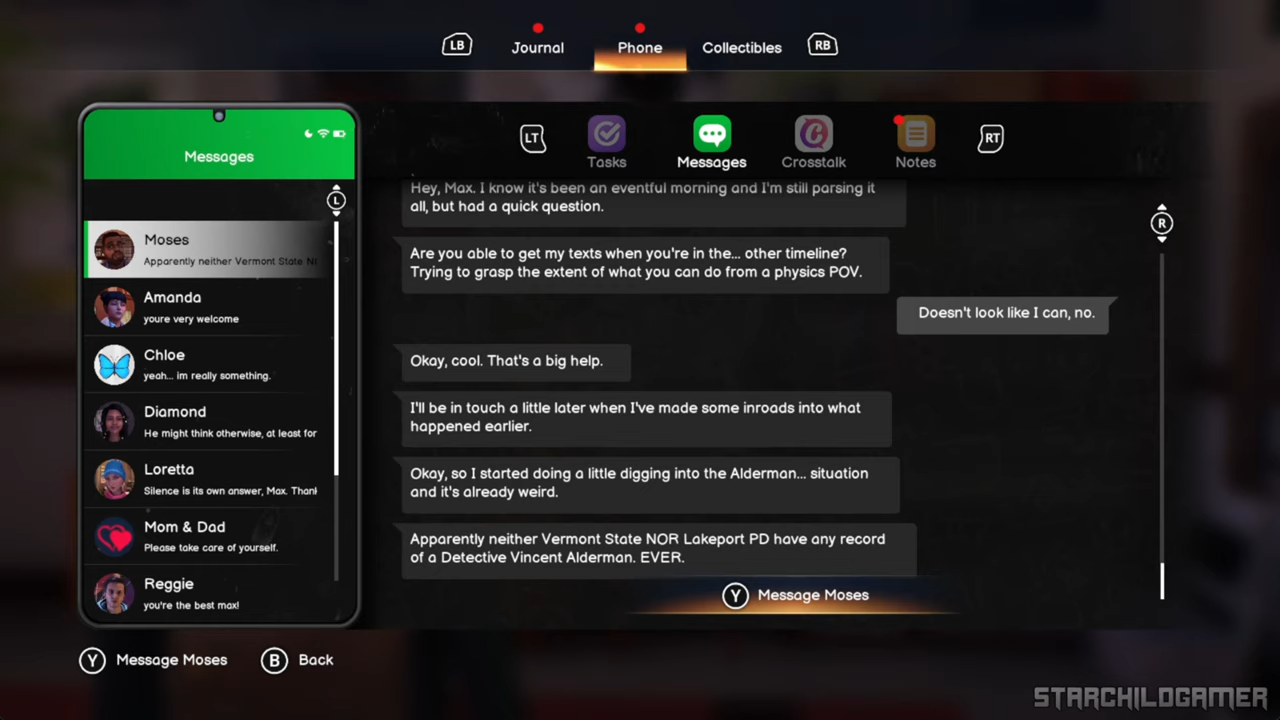 LB
Journal
Phone
Collectibles
RB
Messages
LT
Tasks
Messages
Crosstalk
Notes
RT
L
R
Moses
Apparently neither Vermont State N
Amanda
youre very welcome
Chloe
yeah... im really something.
Diamond
He might think otherwise, at least for
Loretta
Silence is its own answer, Max. Thank
Mom & Dad
Please take care of yourself.
Reggie
you're the best max!
Hey, Max. I know it's been an eventful morning and I'm still parsing it
all, but had a quick question.
Are you able to get my texts when you're in the... other timeline?
Trying to grasp the extent of what you can do from a physics POV.
Doesn't look like I can, no.
Okay, cool. That's a big help.
I'll be in touch a little later when I've made some inroads into what
happened earlier.
Okay, so I started doing a little digging into the Alderman... situation
and it's already weird.
Apparently neither Vermont State NOR Lakeport PD have any record
of a Detective Vincent Alderman. EVER.
Y Message Moses
Y Message Moses
B Back
STARCHILDGAMER